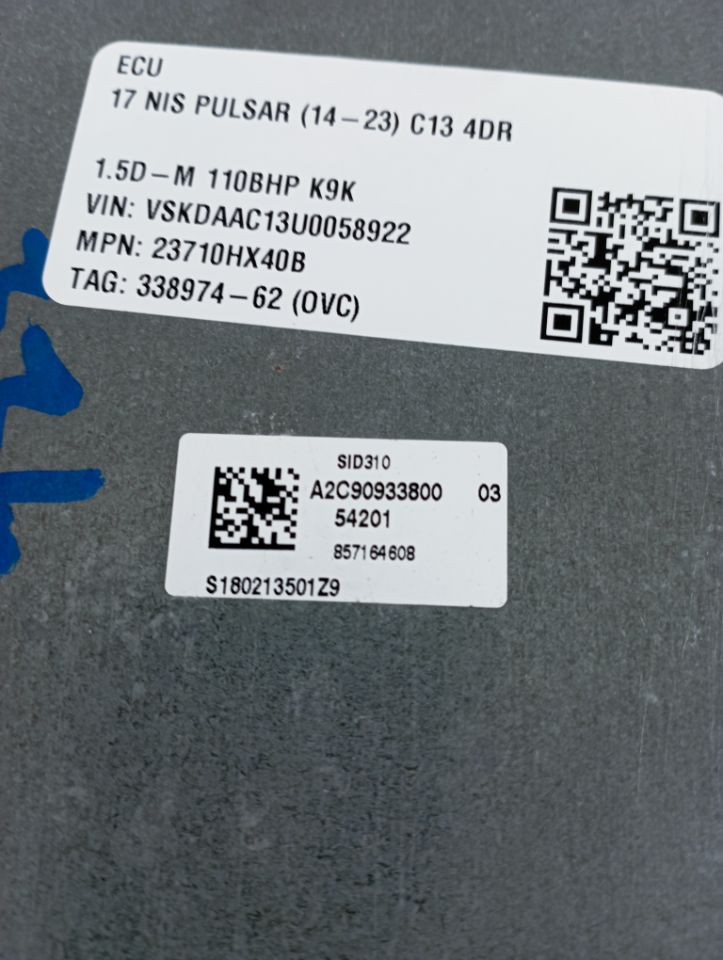 ECU
17 NIS PULSAR (14-23) C13 4DR
1.5D-M 110BHP K9K
VIN: VSKDAAC13U0058922
MPN: 23710HX40B
TAG: 338974-62 (OVC)
SID310
A2C90933800 03
54201
857164608
S180213501Z9